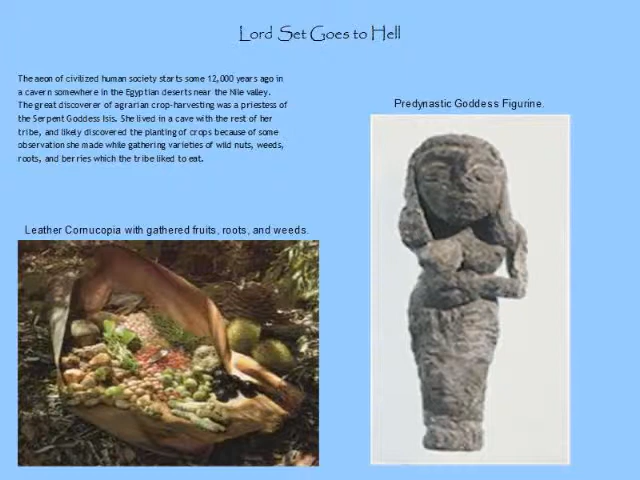 Lord Set Goes to Hell
The aeon of civilized human society starts some 12,000 years ago in
a cavern somewhere in the Egyptian deserts near the Nile valley.
The great discoverer of agrarian crop-harvesting was a priestess of
the Serpent Goddess Isis. She lived in a cave with the rest of her
tribe, and likely discovered the planting of crops because of some
observation she made while gathering varieties of wild nuts, weeds,
roots, and berries which the tribe liked to eat.
Predynastic Goddess Figurine.
Leather Cornucopia with gathered fruits, roots, and weeds.